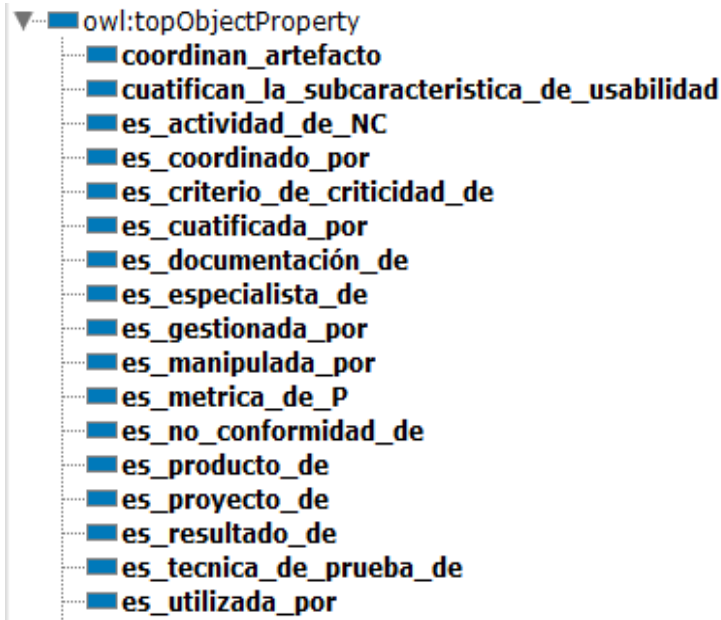 owl:topObjectProperty
coordinan_artefacto
cuatifican_la_subcaracteristica_de_usabilidad
es_actividad_de_NC
es_coordinado_por
es_criterio_de_criticidad_de
es_cuatificada_por
es_documentación_de
es_especialista_de
es_gestionada_por
es_manipulada_por
es_metrica_de_P
es_no_conformidad_de
es_producto_de
es_proyecto_de
es_resultado_de
es_tecnica_de_prueba_de
es_utilizada_por